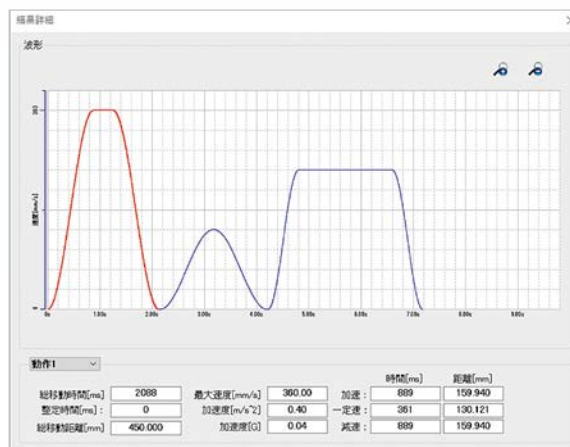 結果詳細
波形
速度[mm/s]
0
0s 1.00s 2.00s 3.00s 4.00s 5.00s 6.00s 7.00s 8.00s 9.00s
動作1
時間[ms] 距離[mm]
総移動時間[ms] 2088 最大速度[mm/s] 360.00 加速: 889 159.940
整定時間[ms]: 0 加速度[m/s^2] 0.40 一定速: 361 130.121
総移動距離[mm] 450.000 加速度[G] 0.04 減速: 889 159.940